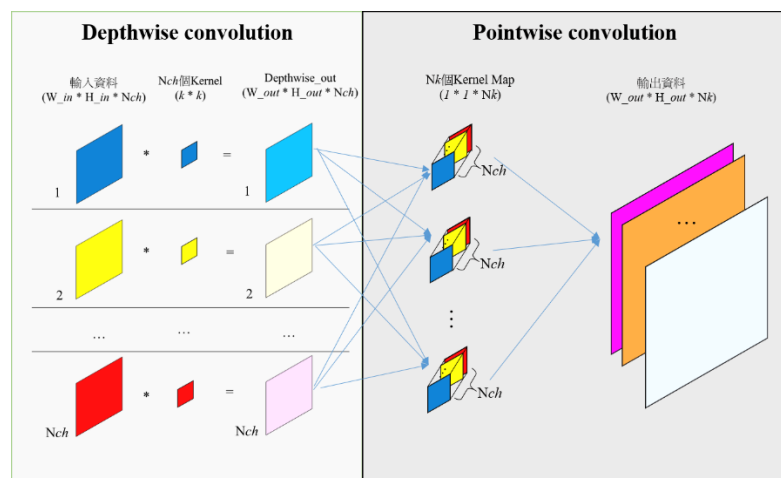 Depthwise convolution
輸入資料
(W_in * H_in * Nch)
Nch個Kernel
(k * k)
Depthwise_out
(W_out * H_out * Nch)
* =
1 1
* =
2 2
... ... ...
* =
Nch Nch
Pointwise convolution
Nk個Kernel Map
(1 * 1 * Nk)
輸出資料
(W_out * H_out * Nk)
Nch
Nch
⋮
Nch
...